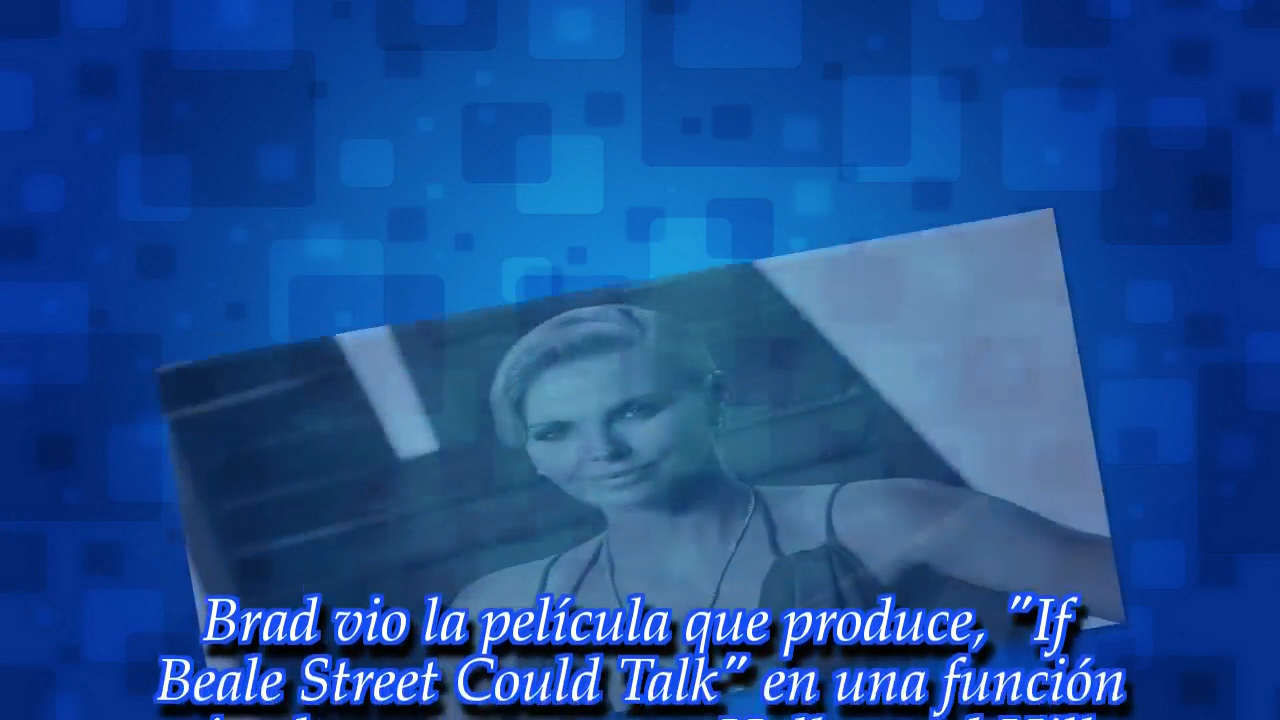 Brad vio la película que produce, "If
Beale Street Could Talk" en una función